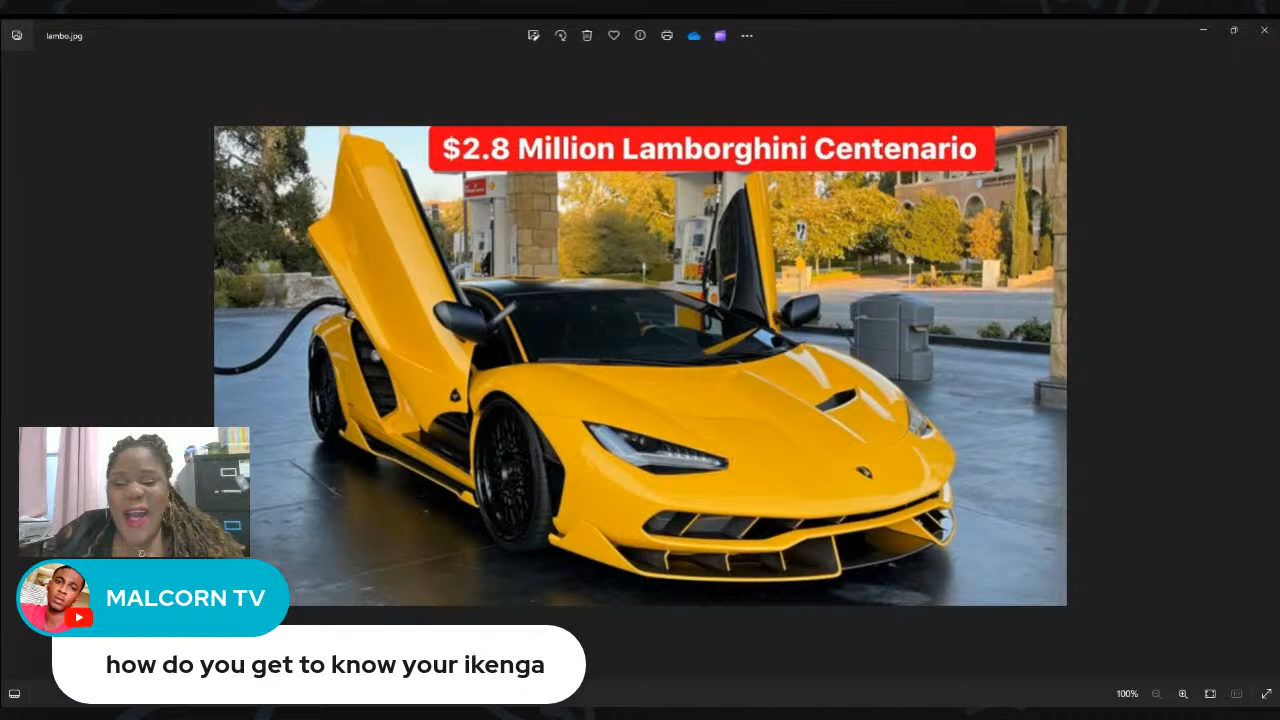 lambo.jpg
$2.8 Million Lamborghini Centenario
MALCORN TV
how do you get to know your ikenga
100%